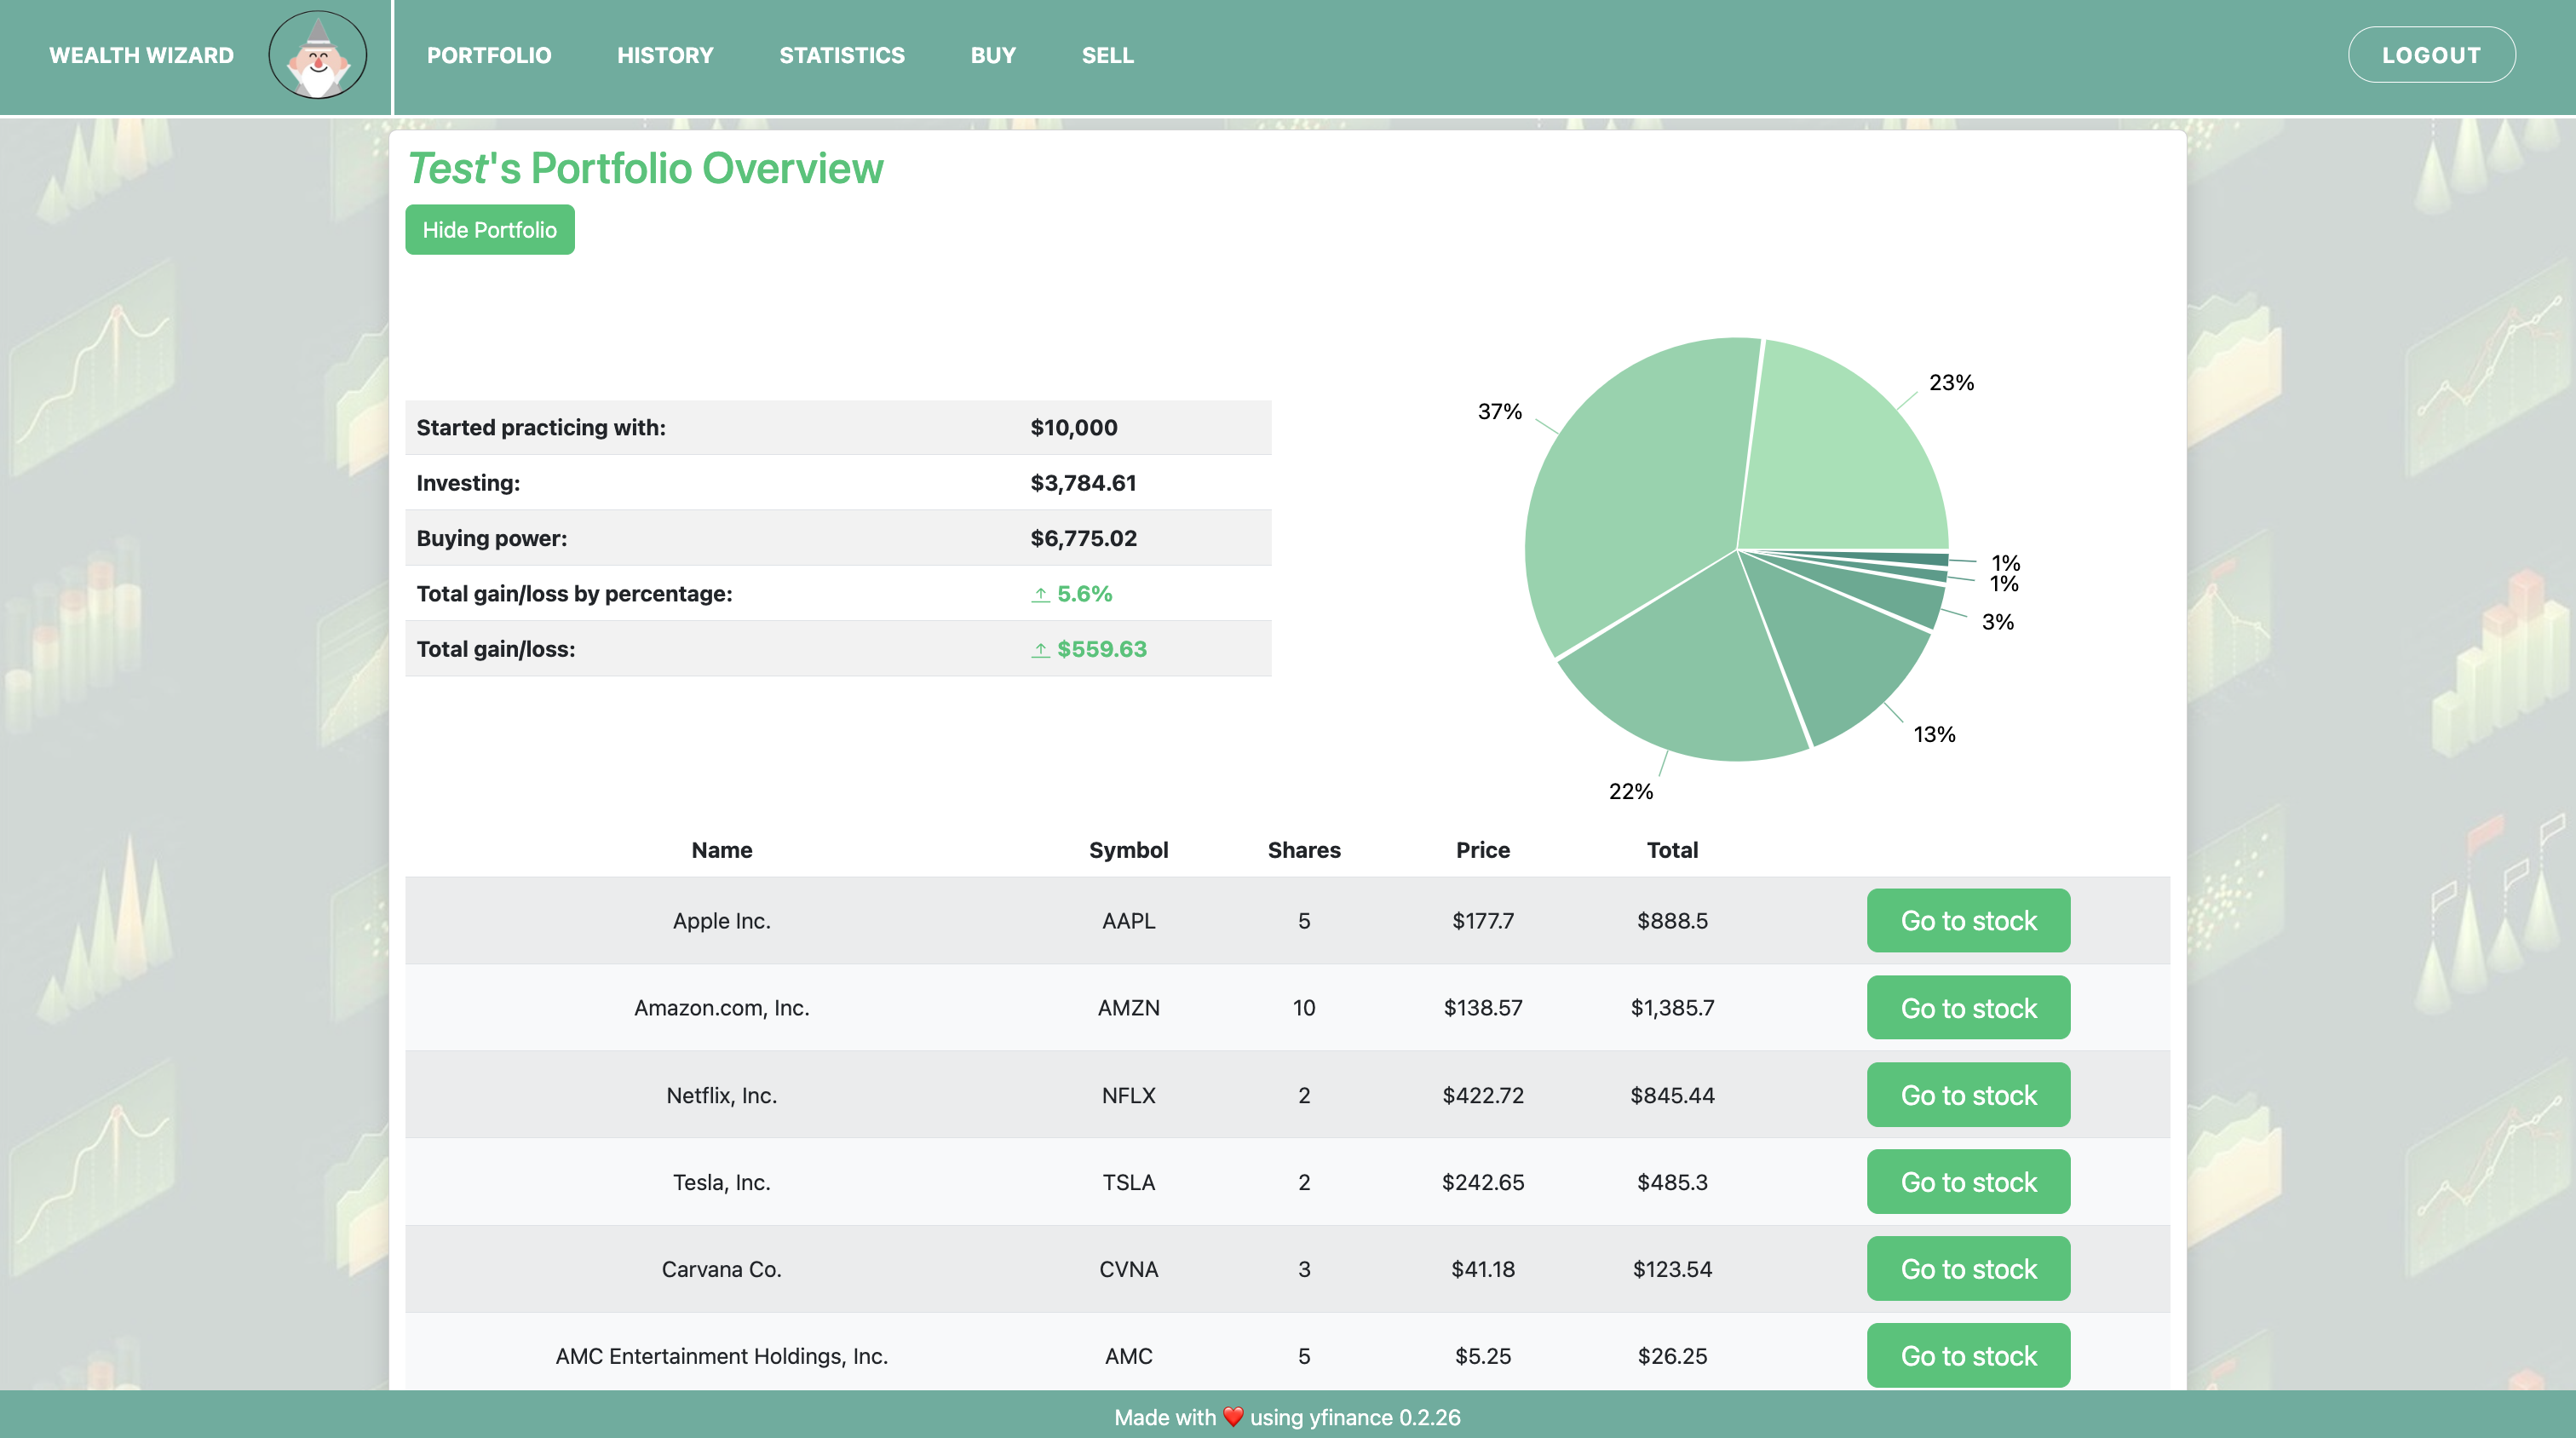 WEALTH WIZARD PORTFOLIO HISTORY STATISTICS BUY SELL LOGOUT
Test's Portfolio Overview
Hide Portfolio
Started practicing with: $10,000
Investing: $3,784.61
Buying power: $6,775.02
Total gain/loss by percentage: 5.6%
Total gain/loss: $559.63
23%
37%
1%
1%
3%
13%
22%
Name Symbol Shares Price Total
Apple Inc. AAPL 5 $177.7 $888.5 Go to stock
Amazon.com, Inc. AMZN 10 $138.57 $1,385.7 Go to stock
Netflix, Inc. NFLX 2 $422.72 $845.44 Go to stock
Tesla, Inc. TSLA 2 $242.65 $485.3 Go to stock
Carvana Co. CVNA 3 $41.18 $123.54 Go to stock
AMC Entertainment Holdings, Inc. AMC 5 $5.25 $26.25 Go to stock
Made with ❤️ using yfinance 0.2.26